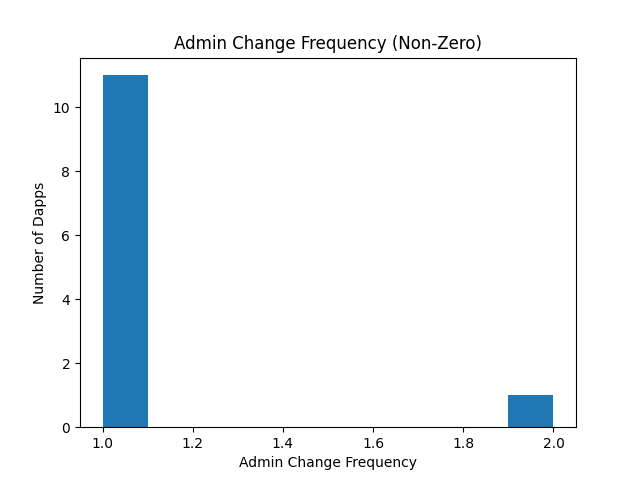 Admin Change Frequency (Non-Zero)
10
8
6
4
2
0
Number of Dapps
1.0 1.2 1.4 1.6 1.8 2.0
Admin Change Frequency